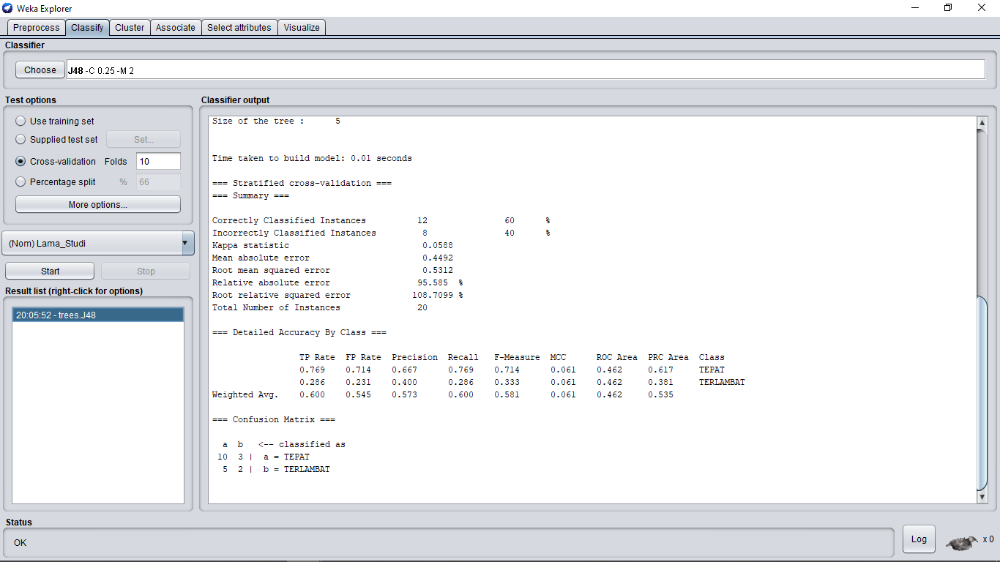 Weka Explorer
Preprocess Classify Cluster Associate Select attributes Visualize
Classifier
Choose J48 -C 0.25 -M 2
Test options
Use training set
Supplied test set Set...
Cross-validation Folds 10
Percentage split % 66
More options...
(Nom) Lama_Studi
Start Stop
Result list (right-click for options)
20:05:52 - trees.J48
Classifier output
Size of the tree : 5
Time taken to build model: 0.01 seconds
=== Stratified cross-validation ===
=== Summary ===
Correctly Classified Instances 12 60 %
Incorrectly Classified Instances 8 40 %
Kappa statistic 0.0588
Mean absolute error 0.4492
Root mean squared error 0.5312
Relative absolute error 95.585 %
Root relative squared error 108.7099 %
Total Number of Instances 20
=== Detailed Accuracy By Class ===
TP Rate FP Rate Precision Recall F-Measure MCC ROC Area PRC Area Class
0.769 0.714 0.667 0.769 0.714 0.061 0.462 0.617 TEPAT
0.286 0.231 0.400 0.286 0.333 0.061 0.462 0.381 TERLAMBAT
Weighted Avg. 0.600 0.545 0.573 0.600 0.581 0.061 0.462 0.535
=== Confusion Matrix ===
a b <-- classified as
10 3 | a = TEPAT
5 2 | b = TERLAMBAT
Status
OK
Log
x 0